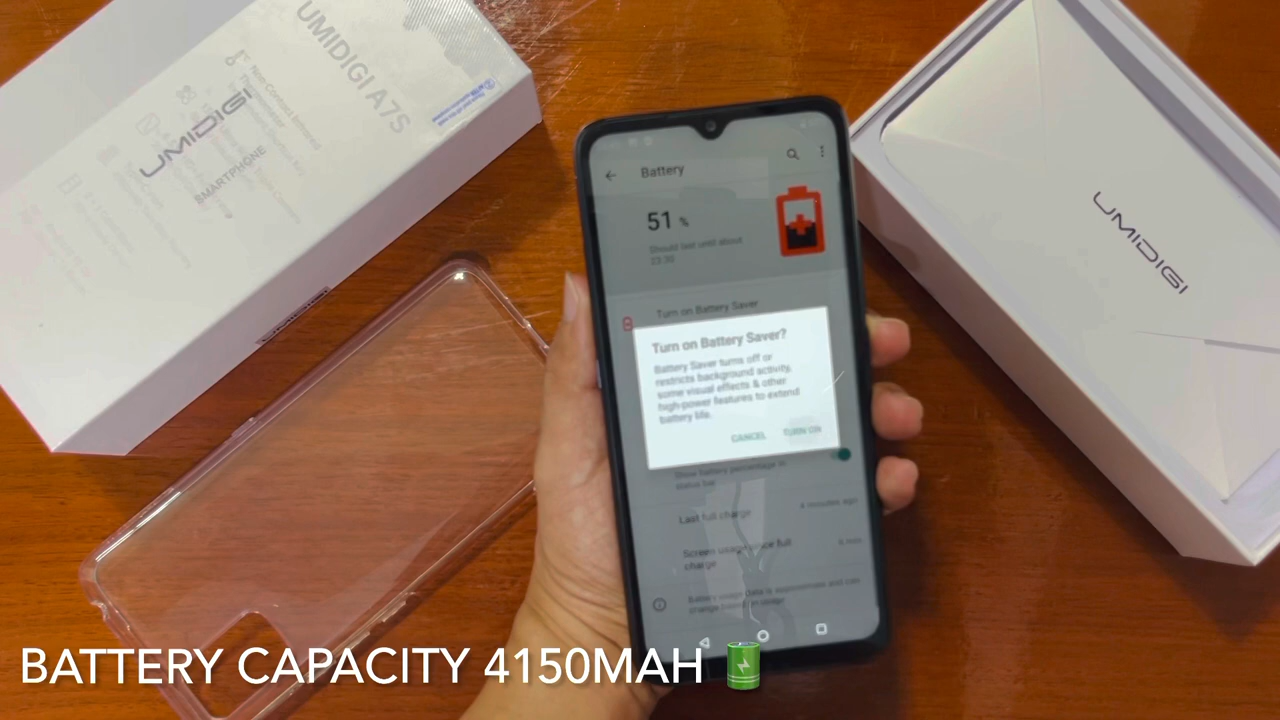 UMIDIGI A7S
UMIDIGI
SMARTPHONE
UMIDIGI
Battery
51 %
Should last until about
23:30
Turn on Battery Saver
Turn on Battery Saver?
Battery Saver turns off or
restricts background activity,
some visual effects & other
high-power features to extend
battery life.
CANCEL TURN ON
Show battery percentage in
status bar
Last full charge
Screen usage since full
charge
BATTERY CAPACITY 4150MAH